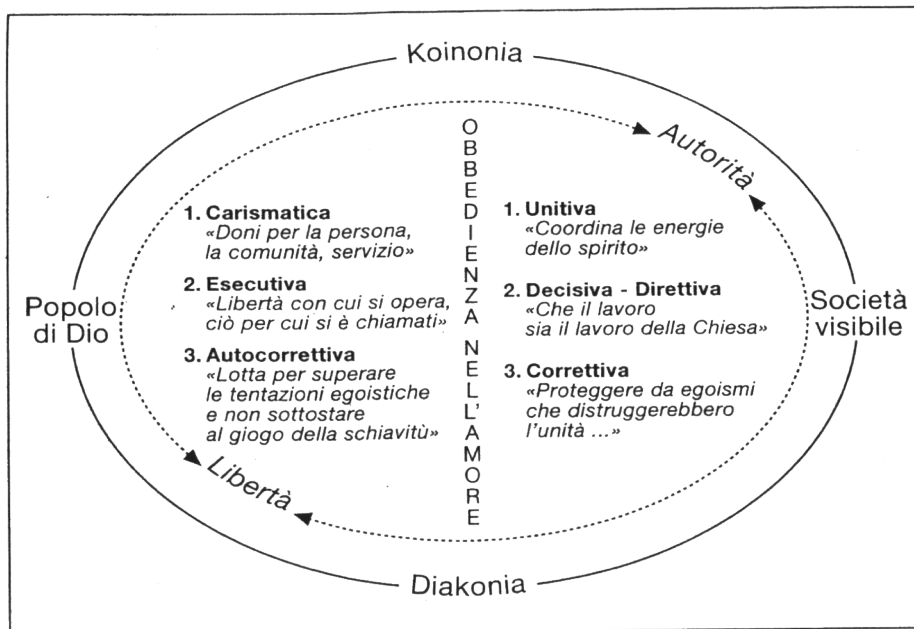 Koinonia
Autorità
OBBEDIENZA NELL'AMORE
1. Carismatica
«Doni per la persona,
la comunità, servizio»
2. Esecutiva
«Libertà con cui si opera,
ciò per cui si è chiamati»
3. Autocorrettiva
«Lotta per superare
le tentazioni egoistiche
e non sottostare
al giogo della schiavitù»
1. Unitiva
«Coordina le energie
dello spirito»
2. Decisiva - Direttiva
«Che il lavoro
sia il lavoro della Chiesa»
3. Correttiva
«Proteggere da egoismi
che distruggerebbero
l'unità ...»
Popolo
di Dio
Società
visibile
Libertà
Diakonia